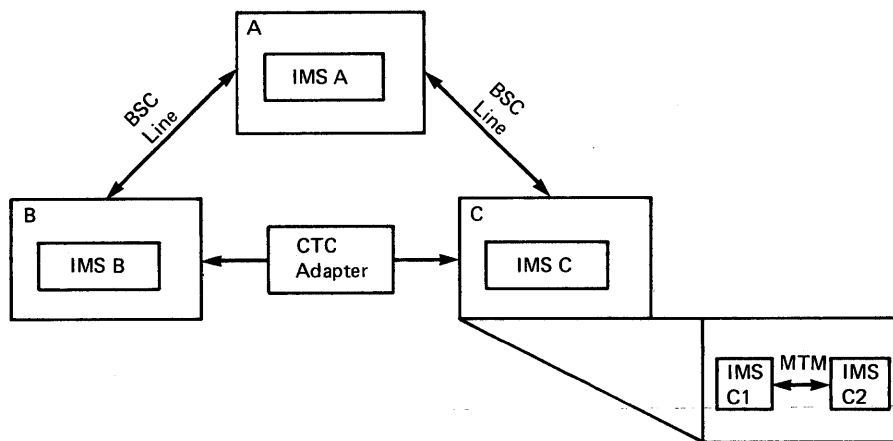 A
IMS A
BSC
Line
BSC
Line
B
IMS B
CTC
Adapter
C
IMS C
IMS
C1
MTM
IMS
C2